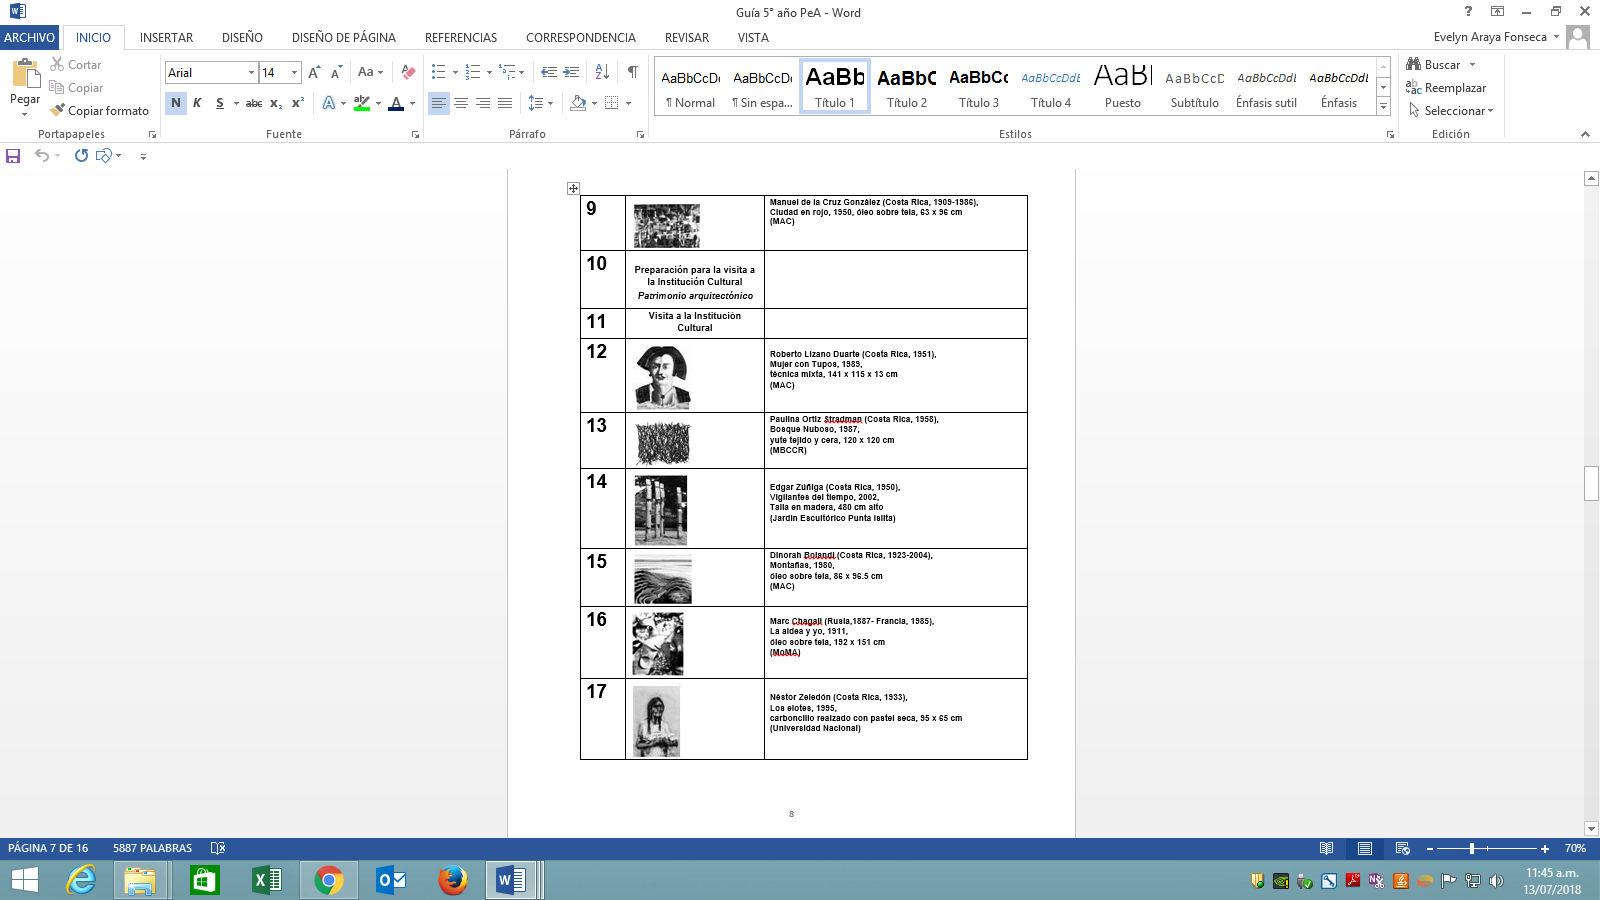 Guía 5° año PeA - Word
ARCHIVO INICIO INSERTAR DISEÑO DISEÑO DE PÁGINA REFERENCIAS CORRESPONDENCIA REVISAR VISTA
Evelyn Araya Fonseca
Pegar
Cortar
Copiar
Copiar formato
Portapapeles
Arial 14
Aa
N K S abc x₂ x²
Fuente
Párrafo
AaBbCcDc AaBbCcDc AaBb AaBbC AaBbCc AaBbCcDdE AaBl AaBbCcD AaBbCcDdE AaBbCcDdE
¶ Normal ¶ Sin espa... Título 1 Título 2 Título 3 Título 4 Puesto Subtítulo Énfasis sutil Énfasis
Estilos
Buscar
Reemplazar
Seleccionar
Edición
9
Manuel de la Cruz González (Costa Rica, 1909-1986),
Ciudad en rojo, 1950, óleo sobre tela, 63 x 96 cm
(MAC)
10
Preparación para la visita a
la Institución Cultural
Patrimonio arquitectónico
11
Visita a la Institución
Cultural
12
Roberto Lizano Duarte (Costa Rica, 1951),
Mujer con Tupos, 1989,
técnica mixta, 141 x 115 x 13 cm
(MAC)
13
Paulina Ortiz Stradman (Costa Rica, 1958),
Bosque Nuboso, 1987,
yute tejido y cera, 120 x 120 cm
(MBCCR)
14
Edgar Zúñiga (Costa Rica, 1950),
Vigilantes del tiempo, 2002,
Talla en madera, 480 cm alto
(Jardín Escultórico Punta Islita)
15
Dinorah Bolandi (Costa Rica, 1923-2004),
Montañas, 1980,
óleo sobre tela, 86 x 96.5 cm
(MAC)
16
Marc Chagall (Rusia,1887- Francia, 1985),
La aldea y yo, 1911,
óleo sobre tela, 192 x 151 cm
(MoMA)
17
Néstor Zeledón (Costa Rica, 1933),
Los elotes, 1995,
carboncillo realzado con pastel seca, 95 x 65 cm
(Universidad Nacional)
8
PÁGINA 7 DE 16 5887 PALABRAS
70%
11:45 a.m.
13/07/2018